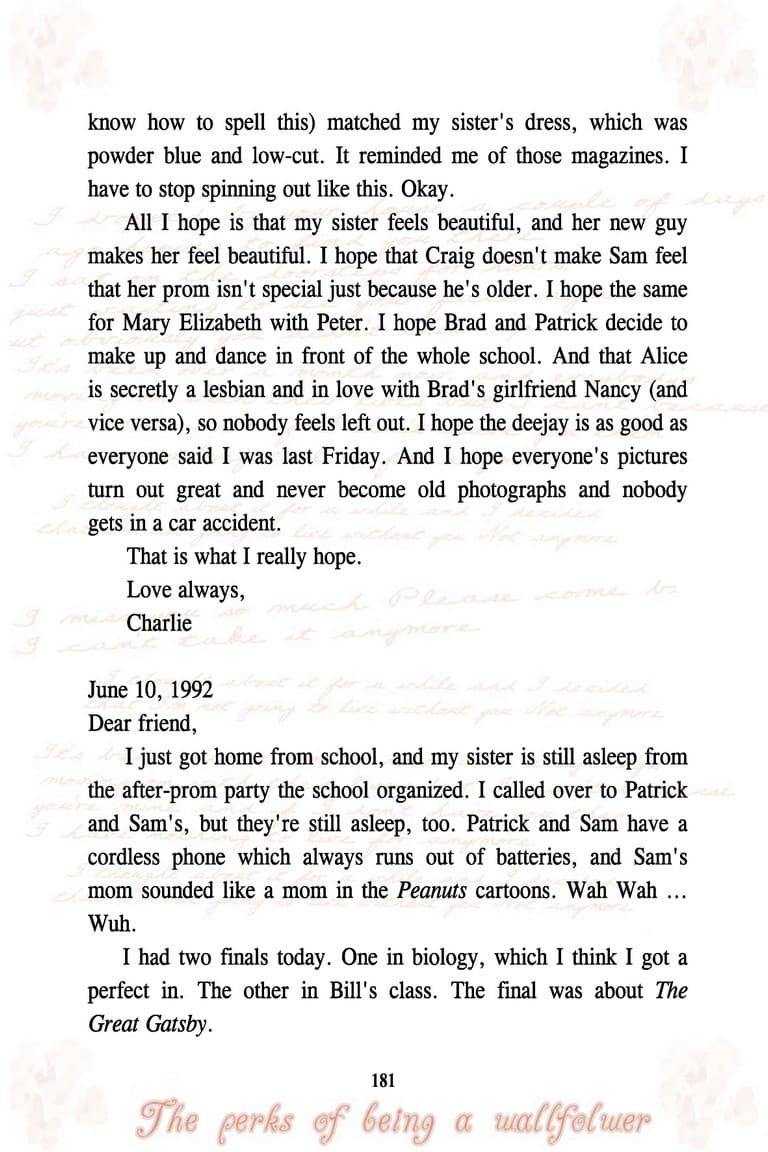 know how to spell this) matched my sister's dress, which was
powder blue and low-cut. It reminded me of those magazines. I
have to stop spinning out like this. Okay.
All I hope is that my sister feels beautiful, and her new guy
makes her feel beautiful. I hope that Craig doesn't make Sam feel
that her prom isn't special just because he's older. I hope the same
for Mary Elizabeth with Peter. I hope Brad and Patrick decide to
make up and dance in front of the whole school. And that Alice
is secretly a lesbian and in love with Brad's girlfriend Nancy (and
vice versa), so nobody feels left out. I hope the deejay is as good as
everyone said I was last Friday. And I hope everyone's pictures
turn out great and never become old photographs and nobody
gets in a car accident.
That is what I really hope.
Love always,
Charlie
I miss you so much Please come b
I cant take it anymore
June 10, 1992
Dear friend,
I just got home from school, and my sister is still asleep from
the after-prom party the school organized. I called over to Patrick
and Sam's, but they're still asleep, too. Patrick and Sam have a
cordless phone which always runs out of batteries, and Sam's
mom sounded like a mom in the Peanuts cartoons. Wah Wah ...
Wuh.
I had two finals today. One in biology, which I think I got a
perfect in. The other in Bill's class. The final was about The
Great Gatsby.
181
The perks of being a wallfolwer